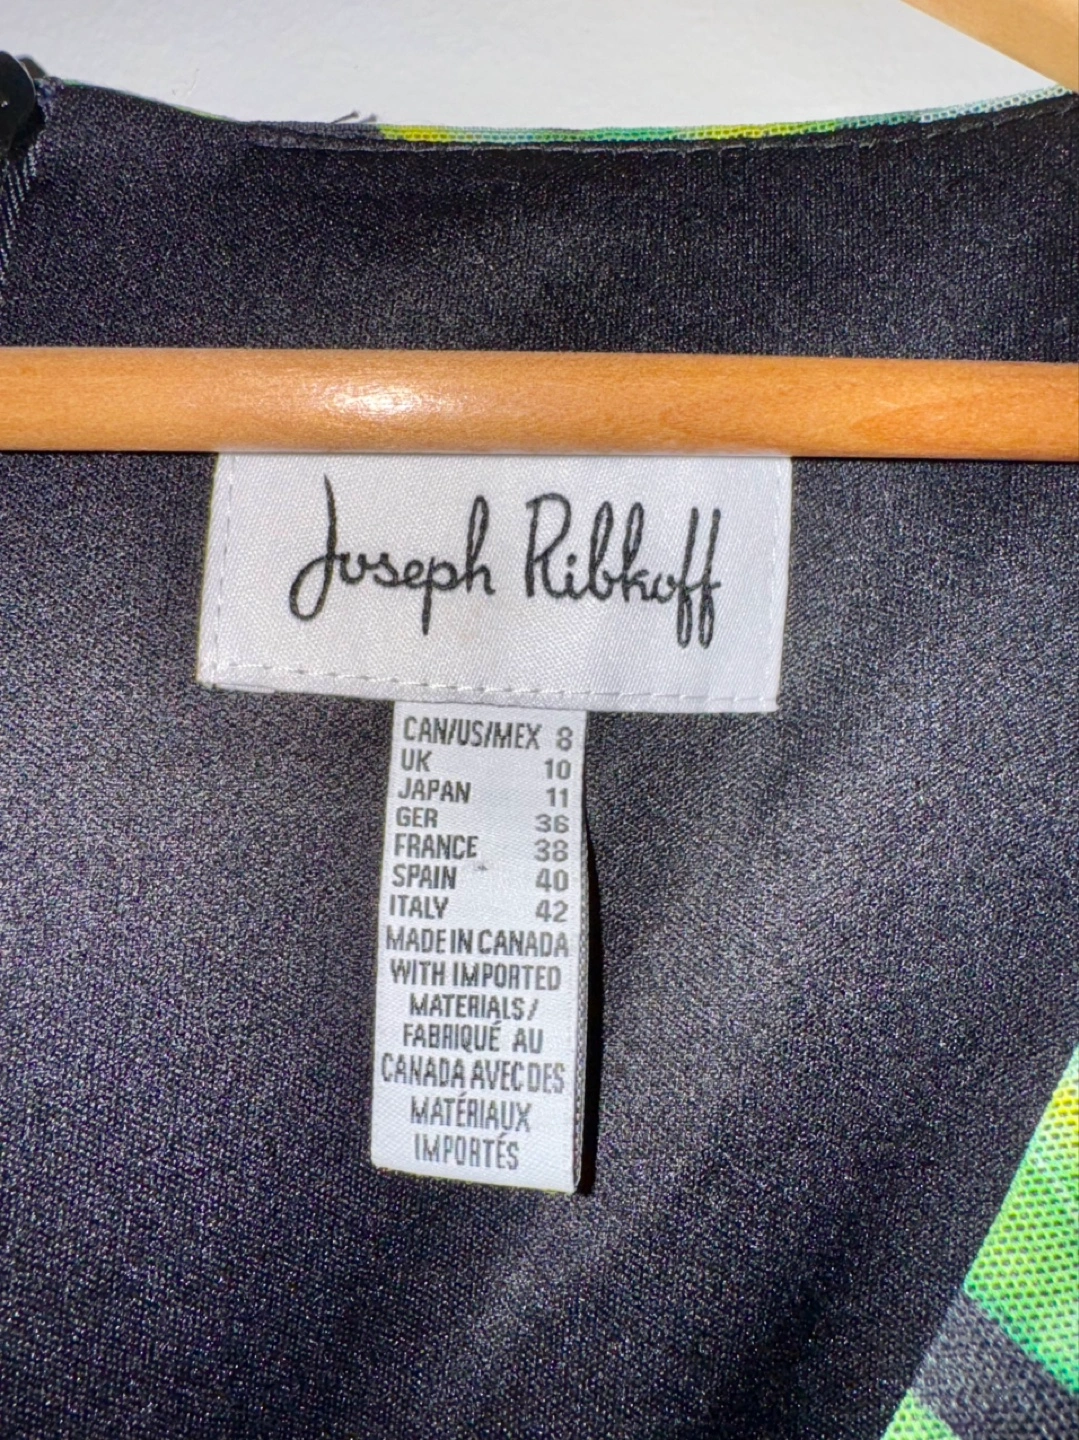 Joseph Ribkoff
CAN/US/MEX 8
UK 10
JAPAN 11
GER 36
FRANCE 38
SPAIN 40
ITALY 42
MADE IN CANADA
WITH IMPORTED
MATERIALS/
FABRIQUÉ AU
CANADA AVEC DES
MATÉRIAUX
IMPORTÉS